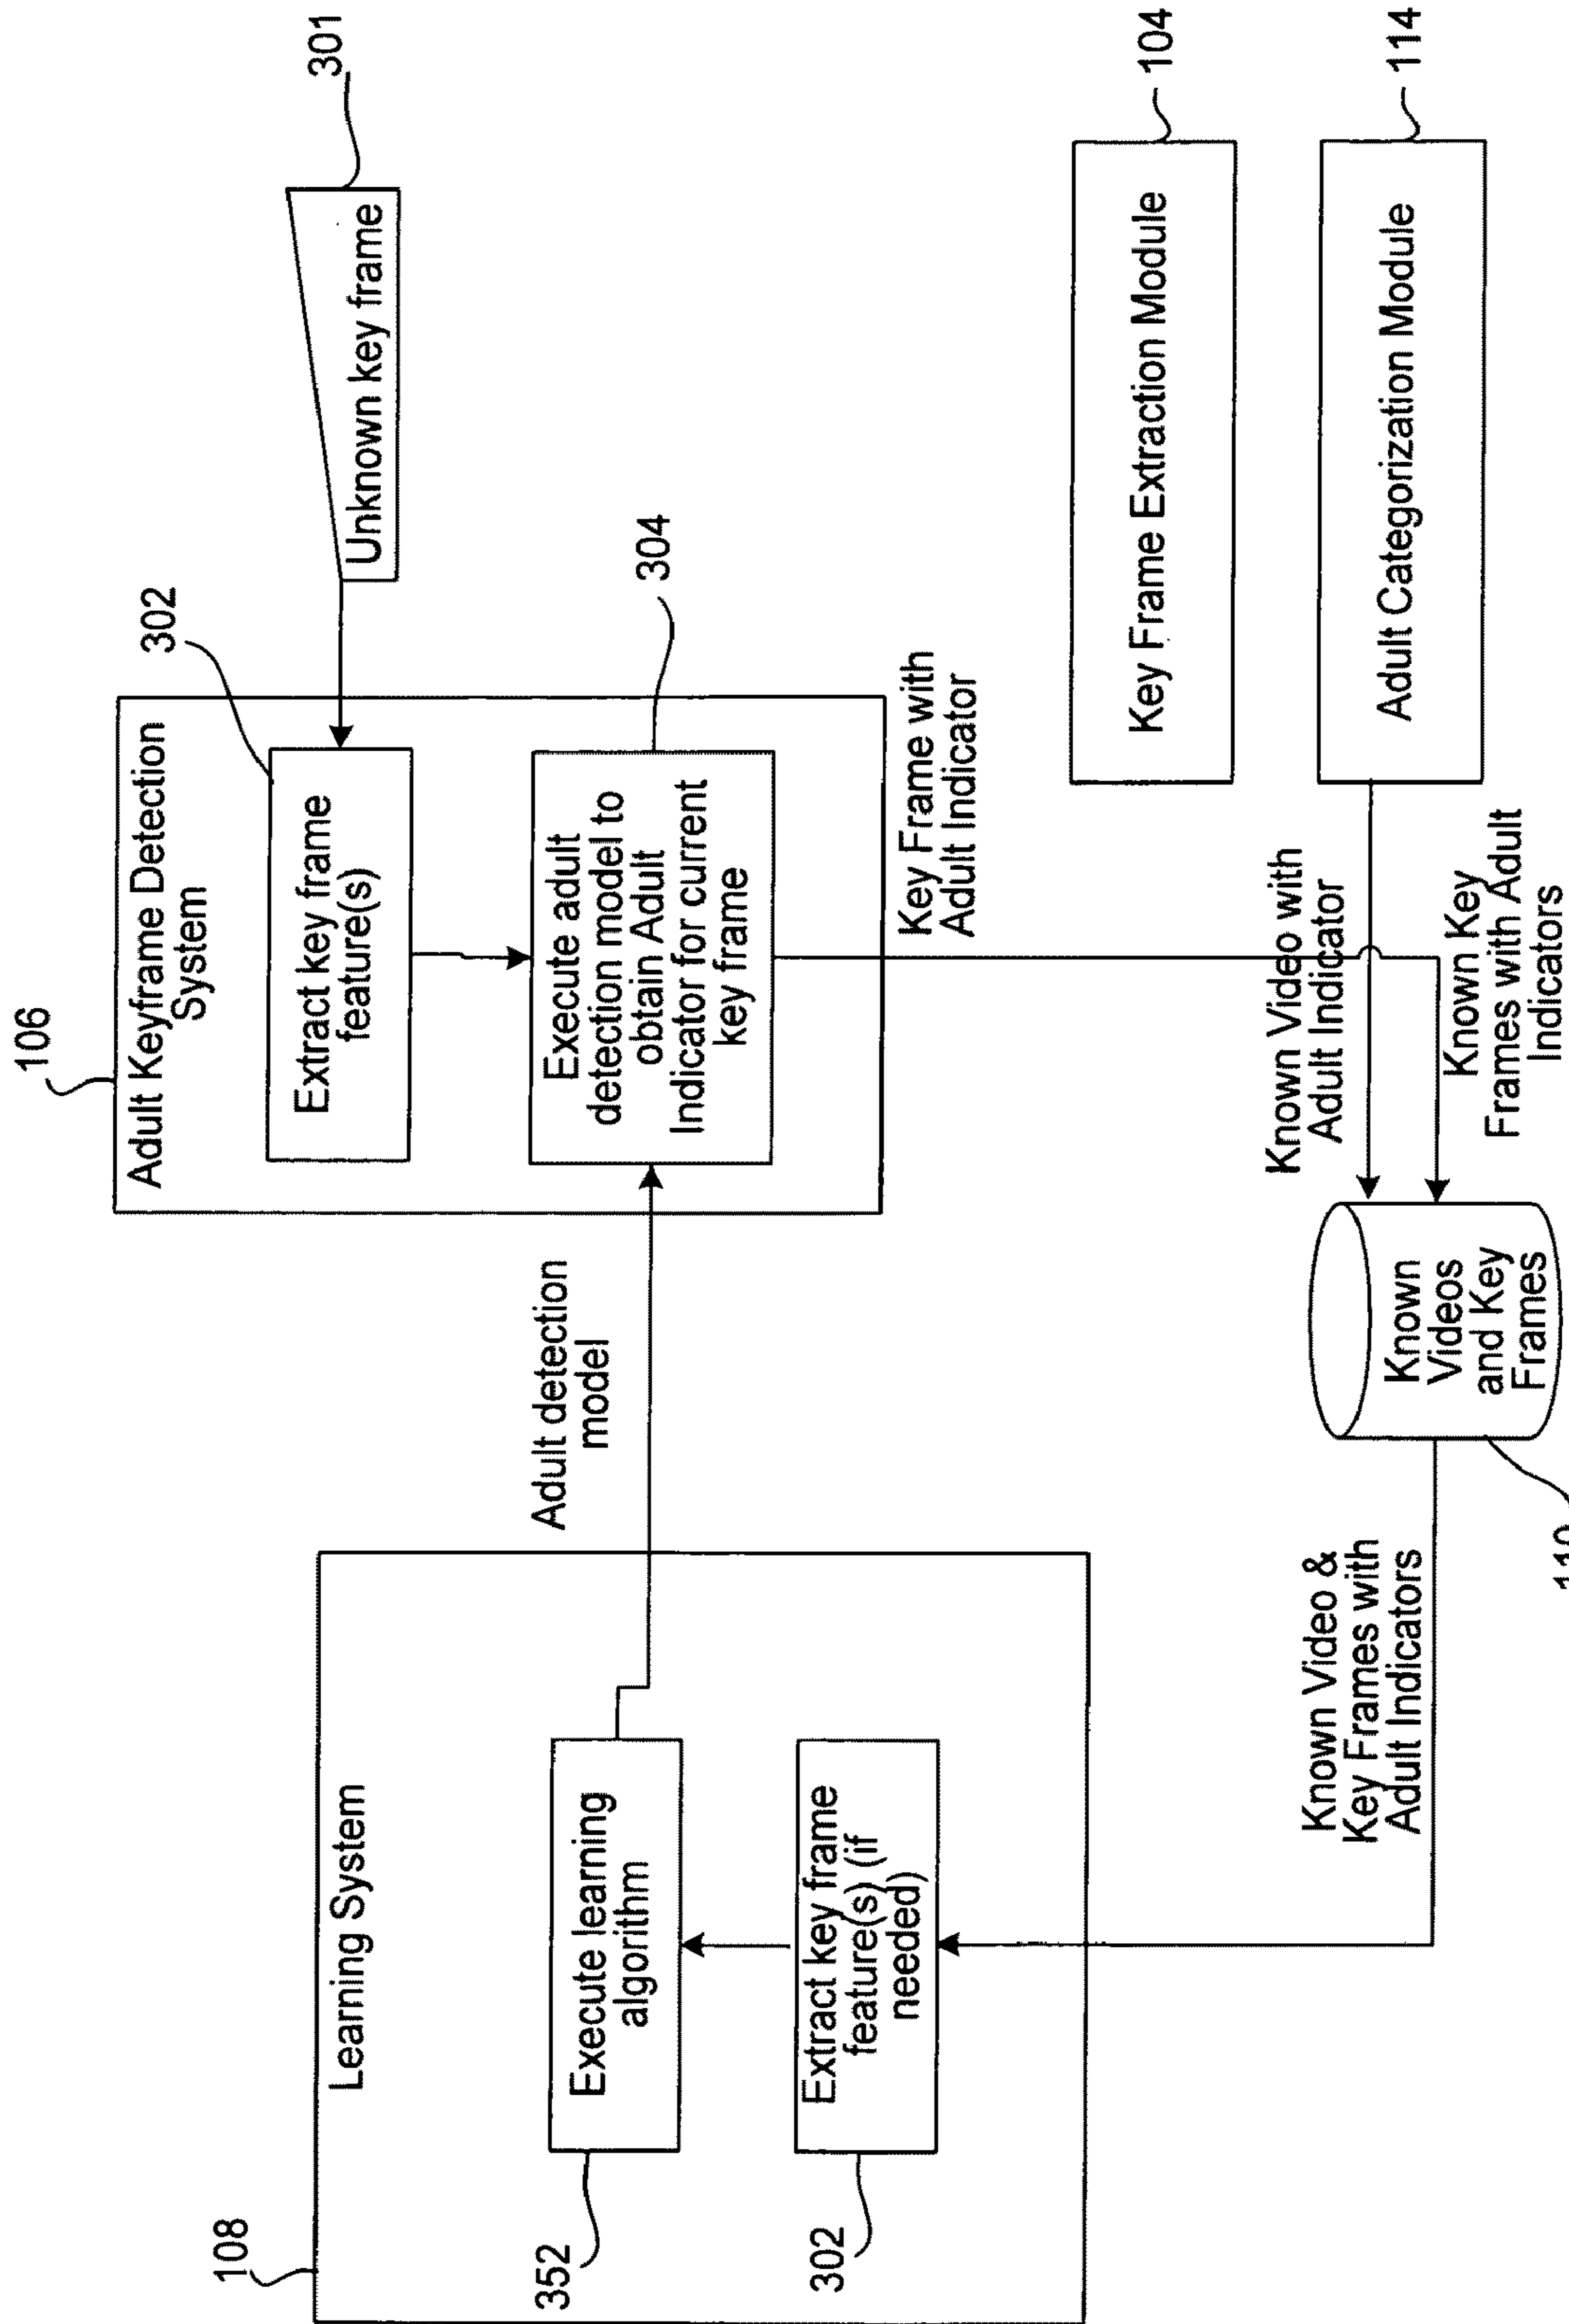 108
Learning System
352
Execute learning
algorithm
302
Extract key frame
feature(s) (if
needed)
Adult detection
model
106
Adult Keyframe Detection
System
302
Extract key frame
feature(s)
304
Execute adult
detection model to
obtain Adult
Indicator for current
key frame
301
Unknown key frame
Key Frame with
Adult Indicator
Key Frame Extraction Module
104
Adult Categorization Module
114
Known Video with
Adult Indicator
Known Key
Frames with Adult
Indicators
Known
Videos
and Key
Frames
Known Video &
Key Frames with
Adult Indicators